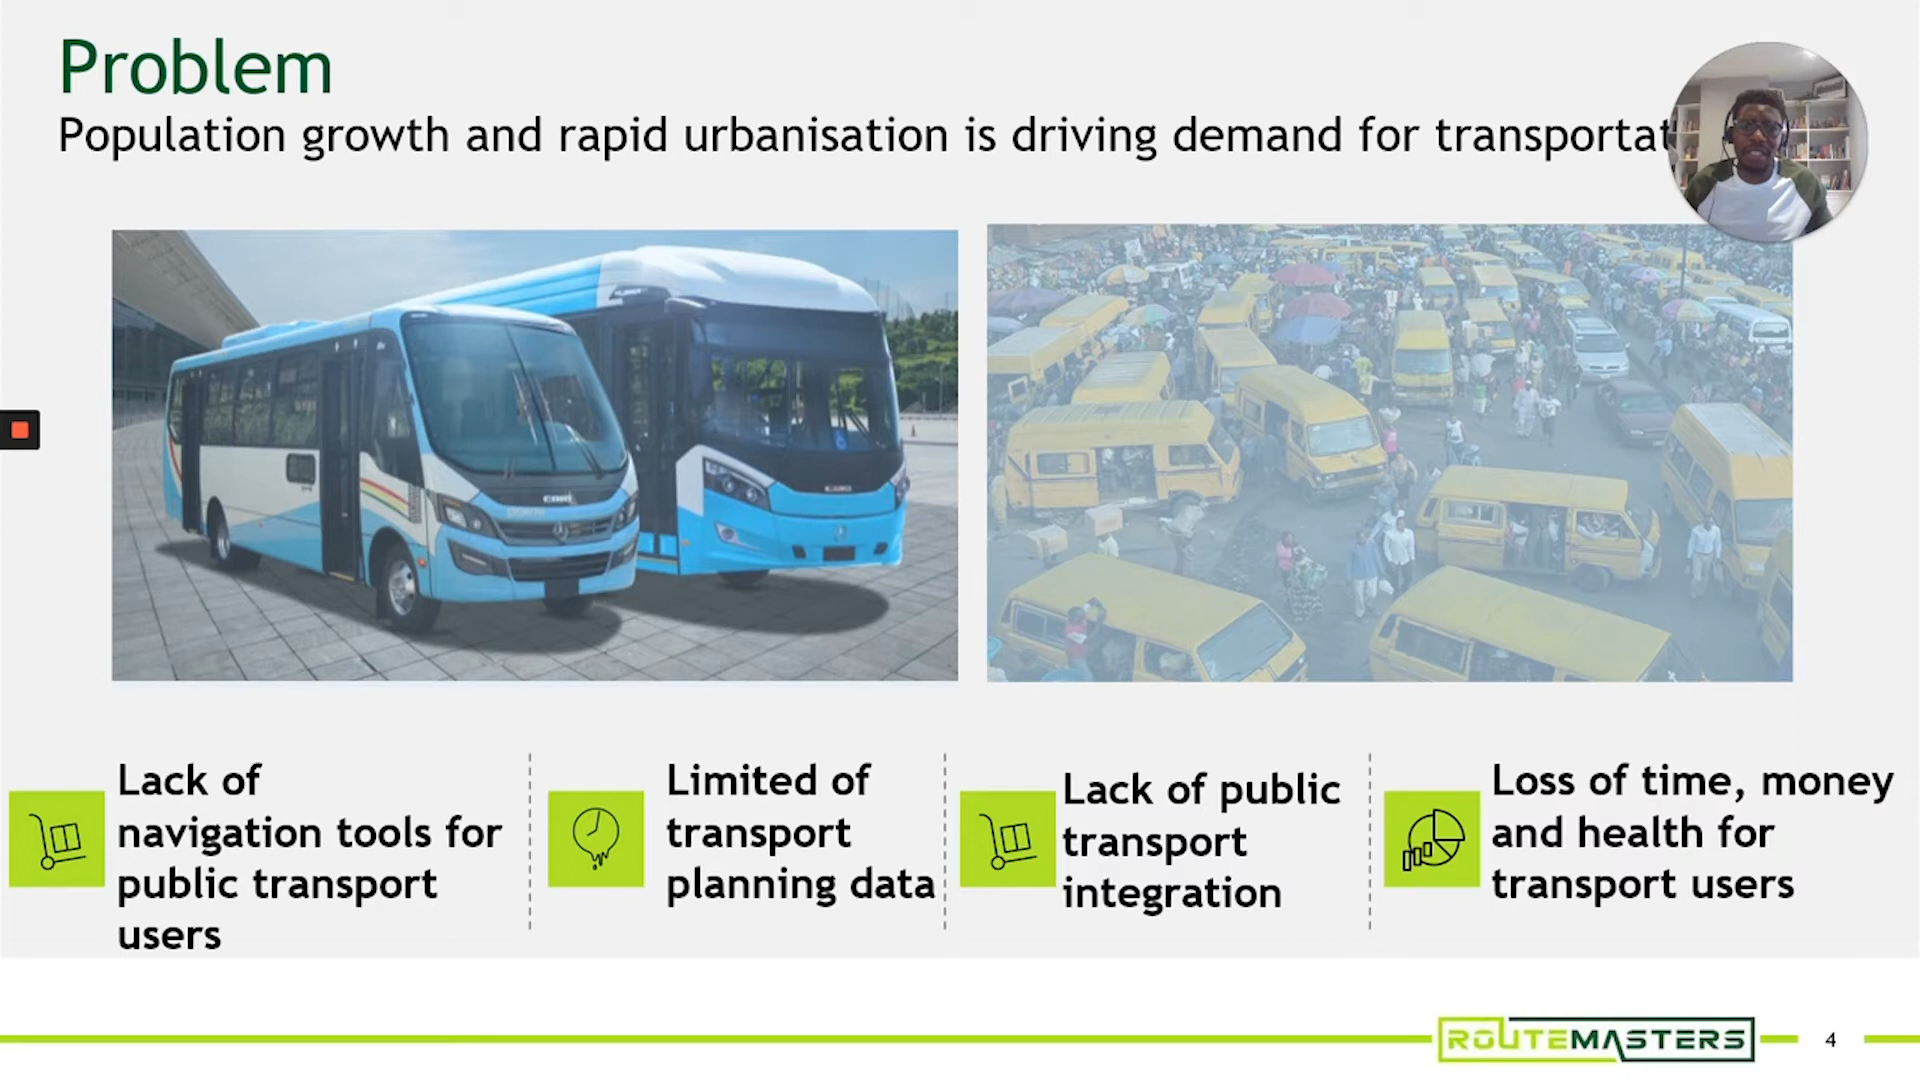 Problem
Population growth and rapid urbanisation is driving demand for transportat
Lack of
navigation tools for
public transport
users
Limited of
transport
planning data
Lack of public
transport
integration
Loss of time, money
and health for
transport users
ROUTEMASTERS
4